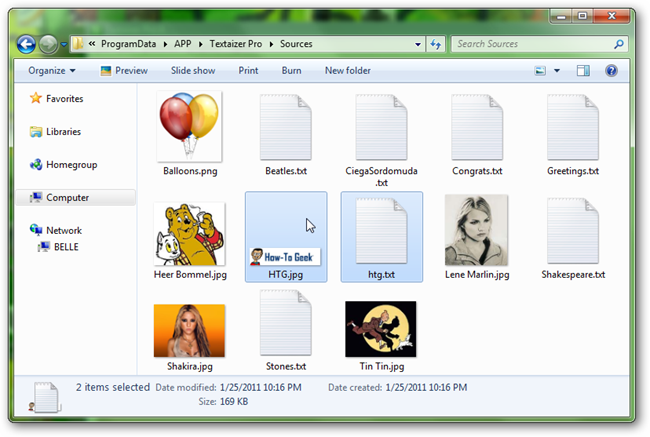 « ProgramData ▸ APP ▸ Textaizer Pro ▸ Sources
Search Sources
Organize Preview Slide show Print Burn New folder
Favorites
Libraries
Homegroup
Computer
Network
BELLE
Balloons.png
Beatles.txt
CiegaSordomuda
.txt
Congrats.txt
Greetings.txt
Heer Bommel.jpg
How-To Geek
HTG.jpg
htg.txt
Lene Marlin.jpg
Shakespeare.txt
Shakira.jpg
Stones.txt
Tin Tin.jpg
2 items selected Date modified: 1/25/2011 10:16 PM Date created: 1/25/2011 10:16 PM
Size: 169 KB